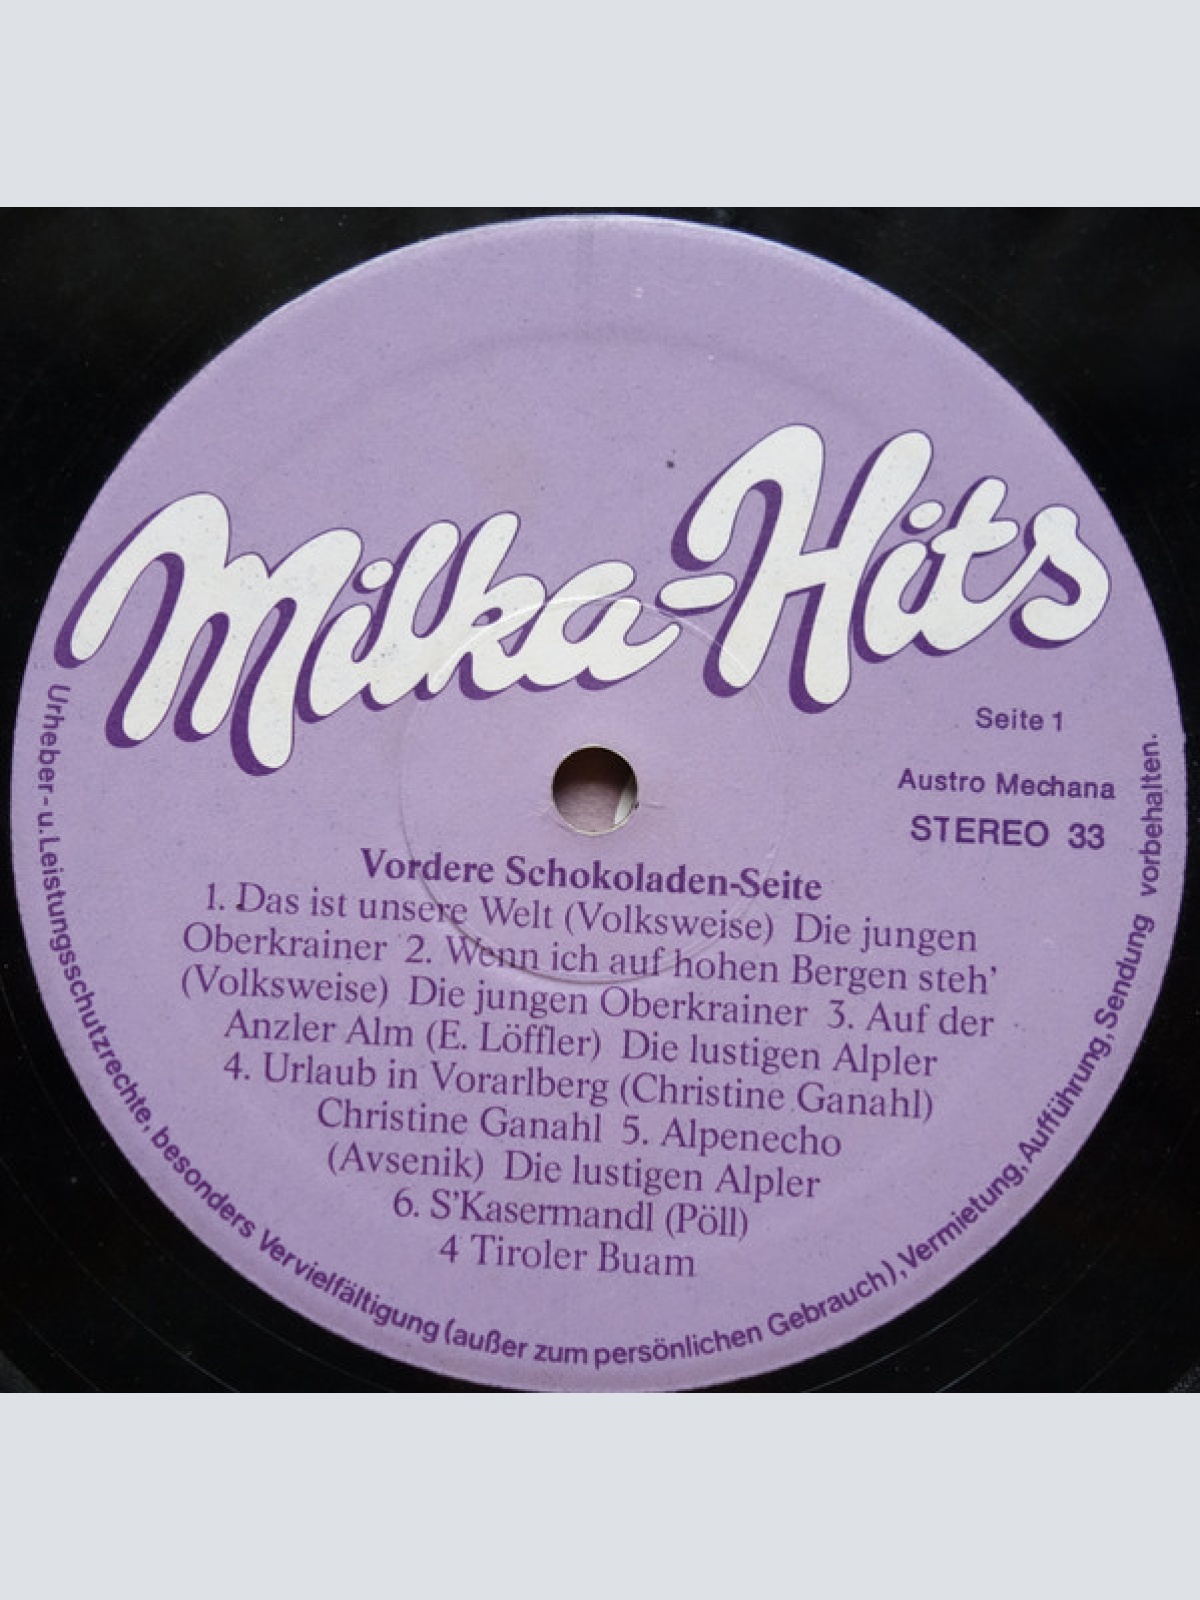 Milka-Hits
Seite 1
Austro Mechana
STEREO 33
Vordere Schokoladen-Seite
1. Das ist unsere Welt (Volksweise) Die jungen
Oberkrainer 2. Wenn ich auf hohen Bergen steh'
(Volksweise) Die jungen Oberkrainer 3. Auf der
Anzler Alm (E. Löffler) Die lustigen Alpler
4. Urlaub in Vorarlberg (Christine Ganahl)
Christine Ganahl 5. Alpenecho
(Avsenik) Die lustigen Alpler
6. S'Kasermandl (Pöll)
4 Tiroler Buam
Urheber- u. Leistungsschutzrechte, besonders Vervielfältigung (außer zum persönlichen Gebrauch), Vermietung, Aufführung, Sendung vorbehalten.